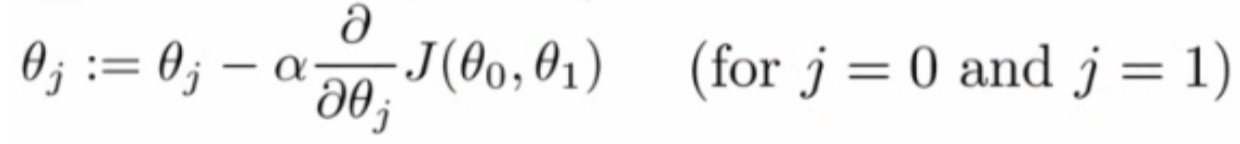 θ_j := θ_j − α ∂/∂θ_j J(θ_0, θ_1)  (for j = 0 and j = 1)